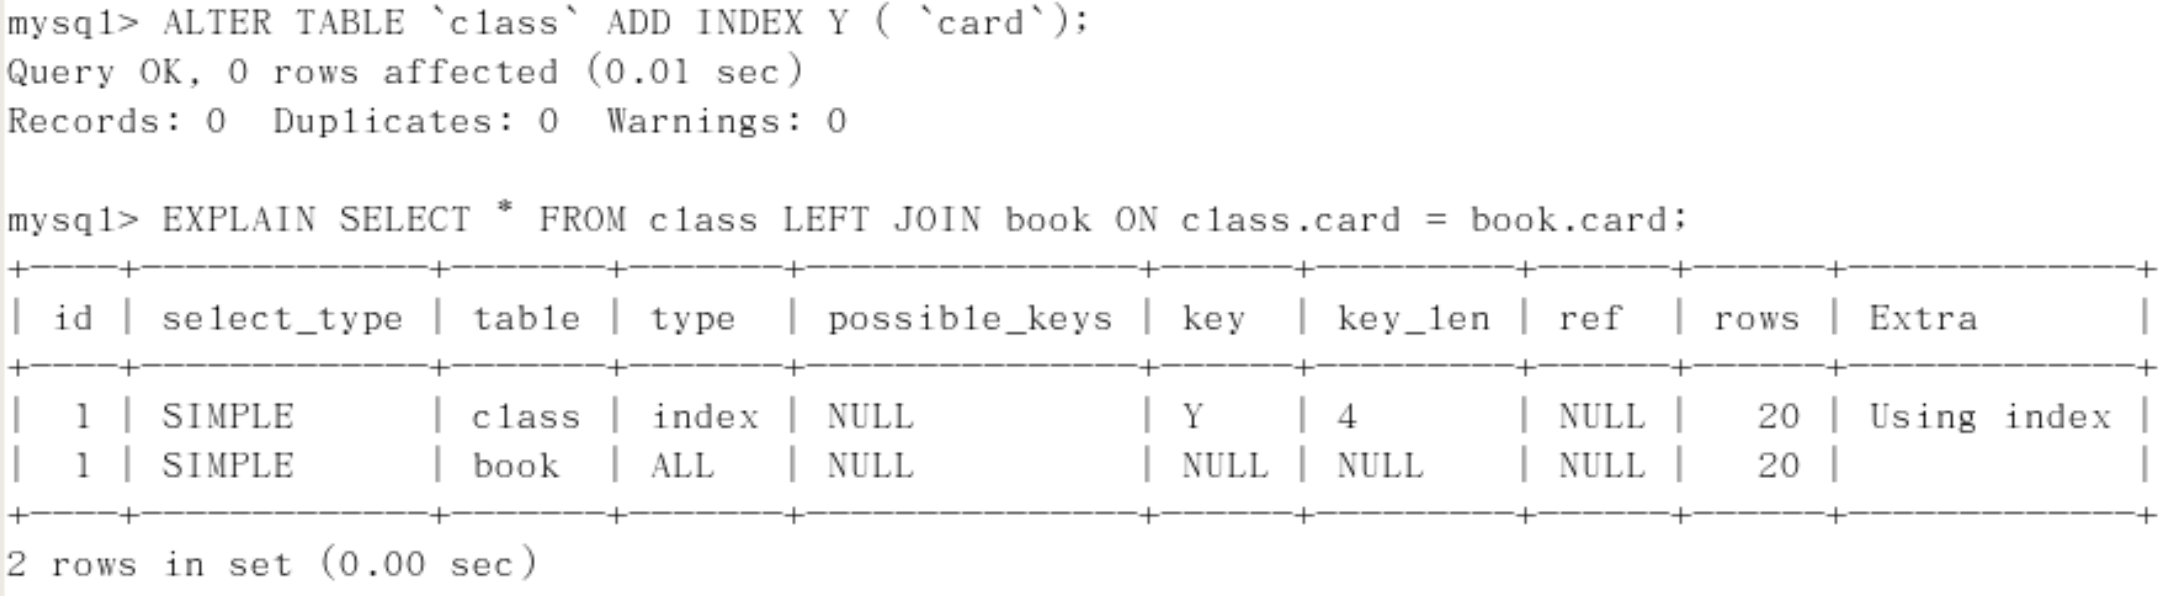 mysql> ALTER TABLE `class` ADD INDEX Y ( `card`);
Query OK, 0 rows affected (0.01 sec)
Records: 0  Duplicates: 0  Warnings: 0
mysql> EXPLAIN SELECT * FROM class LEFT JOIN book ON class.card = book.card;
+----+-------------+-------+-------+---------------+------+---------+------+------+-------------+
| id | select_type | table | type  | possible_keys | key  | key_len | ref  | rows | Extra       |
+----+-------------+-------+-------+---------------+------+---------+------+------+-------------+
|  1 | SIMPLE      | class | index | NULL          | Y    | 4       | NULL |   20 | Using index |
|  1 | SIMPLE      | book  | ALL   | NULL          | NULL | NULL    | NULL |   20 |             |
+----+-------------+-------+-------+---------------+------+---------+------+------+-------------+
2 rows in set (0.00 sec)